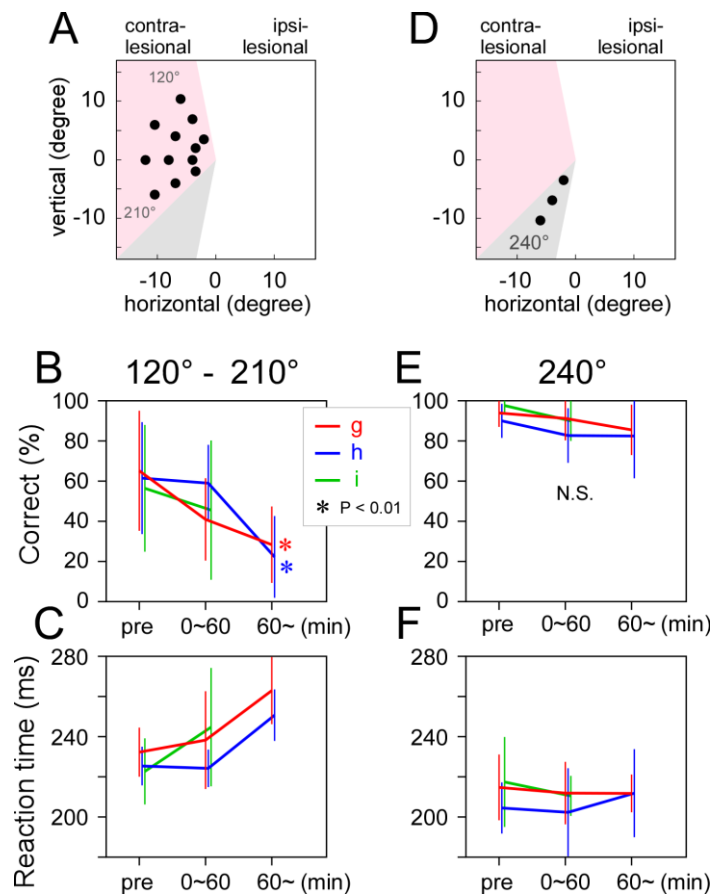 A
contra-
lesional
ipsi-
lesional
120°
210°
10
0
-10
vertical (degree)
-10 0 10
horizontal (degree)
D
contra-
lesional
ipsi-
lesional
240°
10
0
-10
-10 0 10
horizontal (degree)
B
120° - 210°
100
80
60
40
20
0
Correct (%)
g
h
i
* P < 0.01
*
*
pre 0~60 60~ (min)
E
240°
100
80
60
40
20
0
N.S.
pre 0~60 60~ (min)
C
280
240
200
Reaction time (ms)
pre 0~60 60~ (min)
F
280
240
200
pre 0~60 60~ (min)